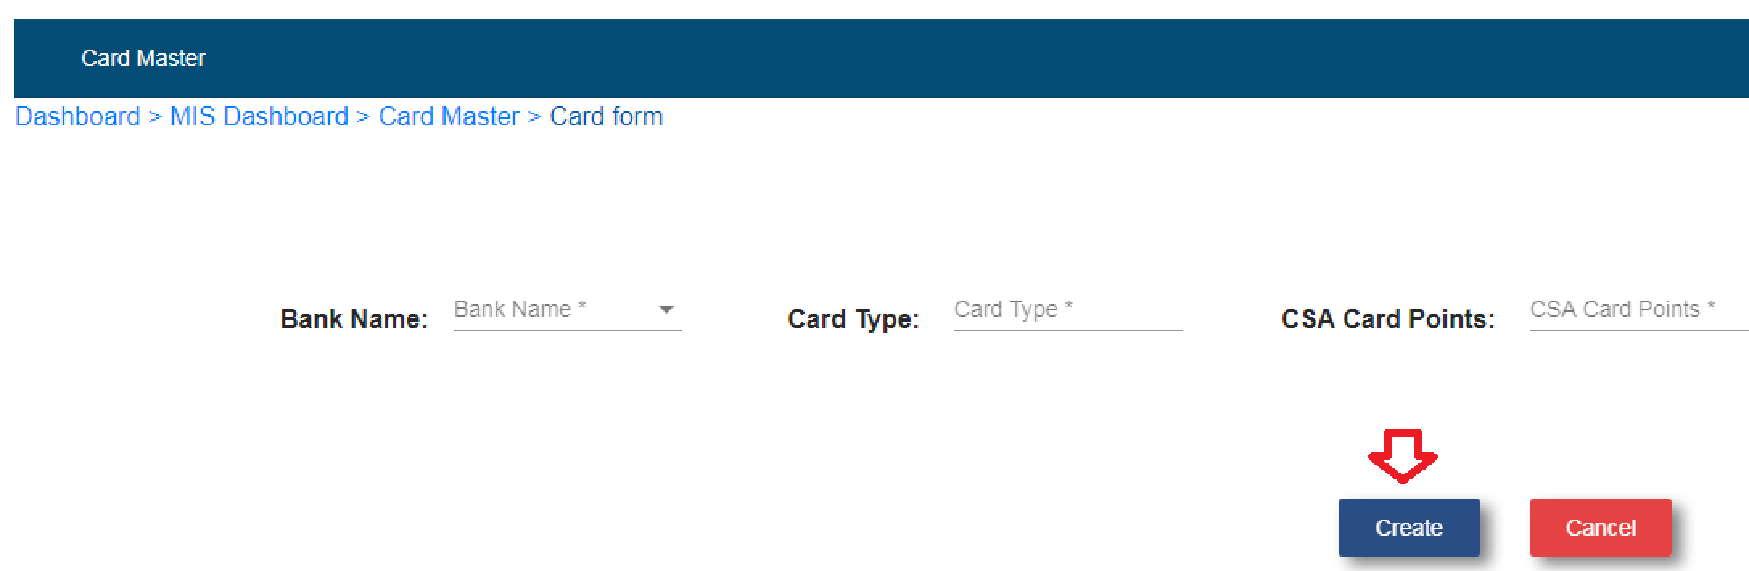 Card Master
Dashboard > MIS Dashboard > Card Master > Card form
Bank Name: Bank Name * Card Type: Card Type * CSA Card Points: CSA Card Points *
Create Cancel